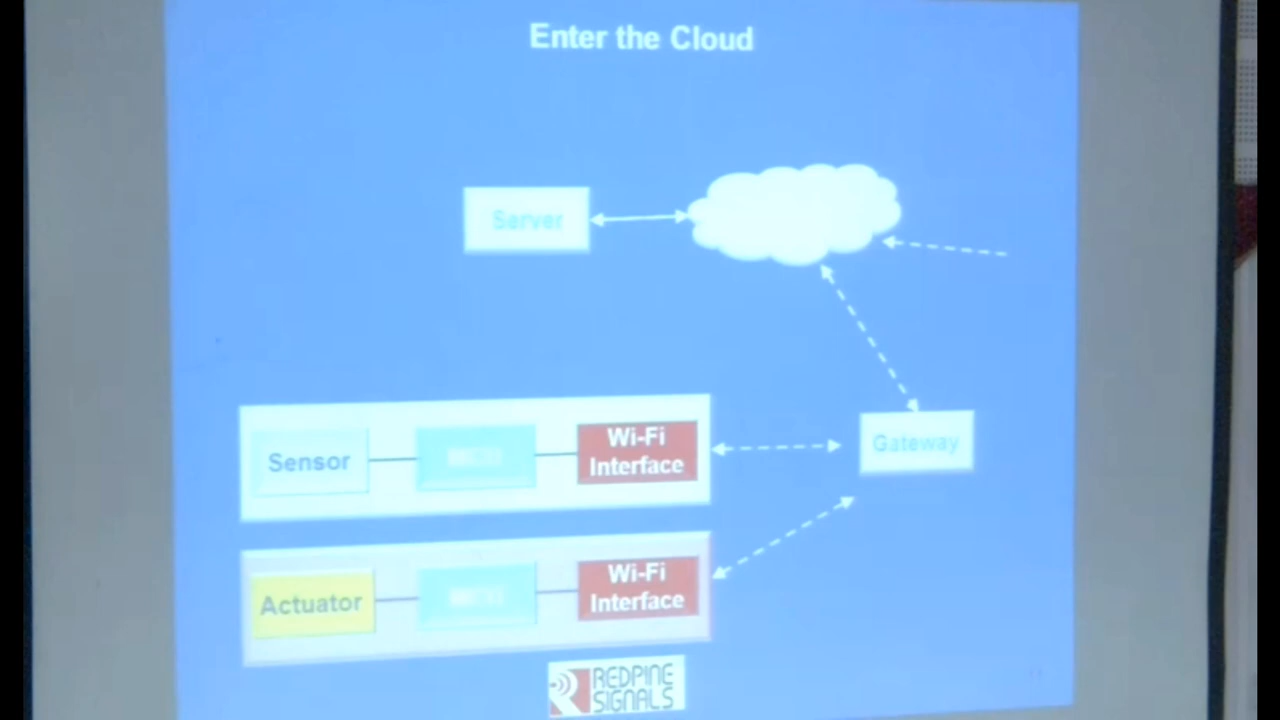 Enter the Cloud
Server
Gateway
Sensor
Wi-Fi
Interface
Actuator
Wi-Fi
Interface
REDPINE
SIGNALS